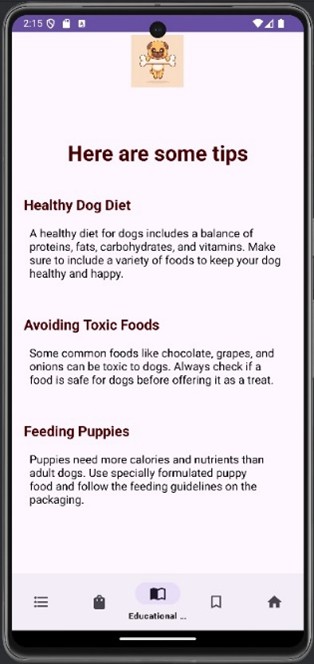 2:15
Here are some tips
Healthy Dog Diet
A healthy diet for dogs includes a balance of
proteins, fats, carbohydrates, and vitamins. Make
sure to include a variety of foods to keep your dog
healthy and happy.
Avoiding Toxic Foods
Some common foods like chocolate, grapes, and
onions can be toxic to dogs. Always check if a
food is safe for dogs before offering it as a treat.
Feeding Puppies
Puppies need more calories and nutrients than
adult dogs. Use specially formulated puppy
food and follow the feeding guidelines on the
packaging.
Educational ...